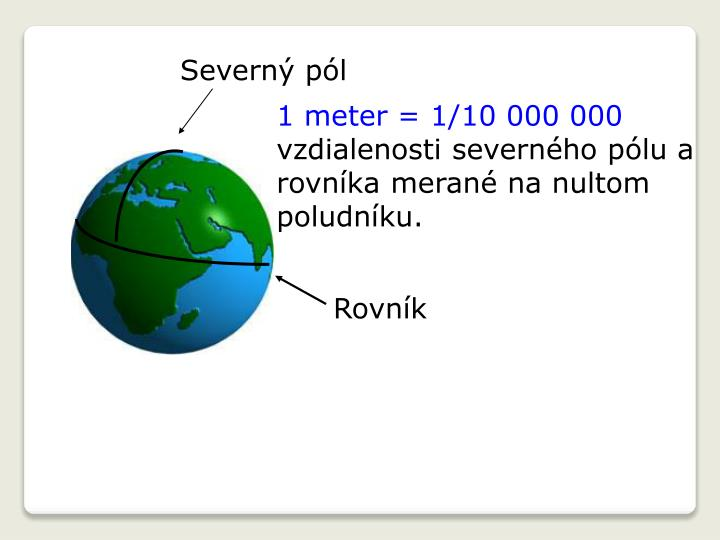 Severný pól
1 meter = 1/10 000 000
vzdialenosti severného pólu a
rovníka merané na nultom
poludníku.
Rovník